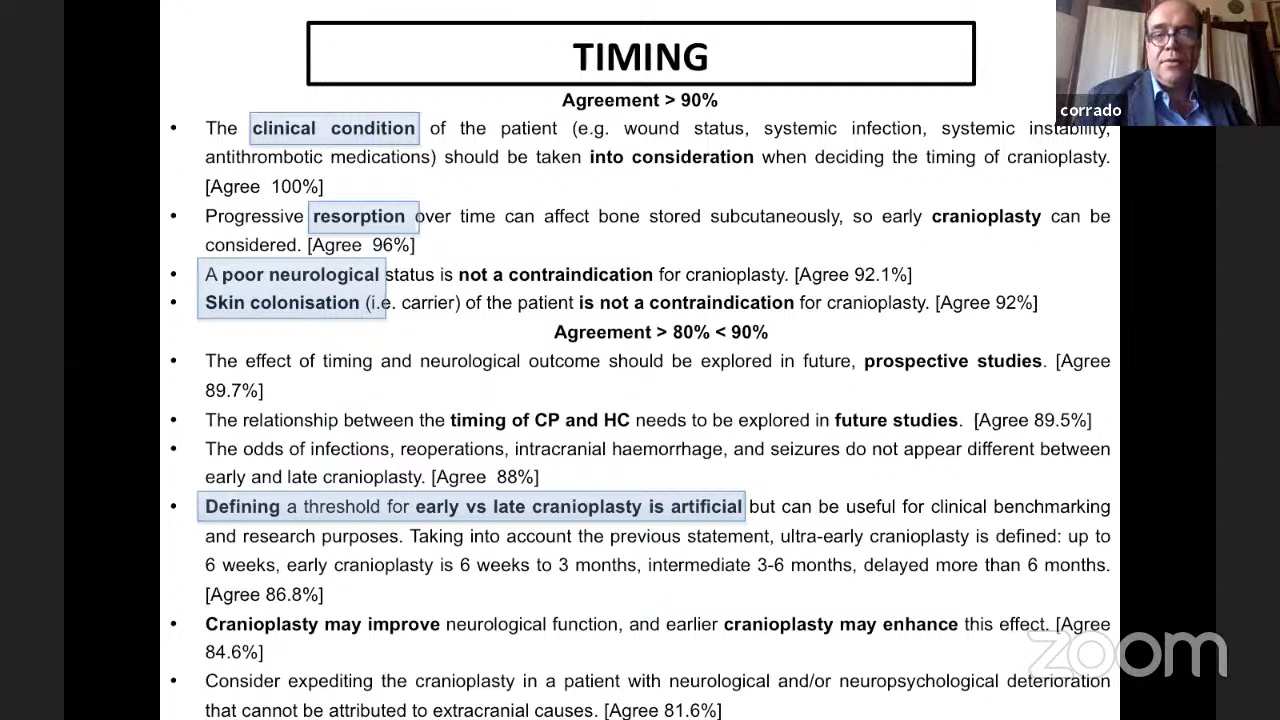 TIMING
Agreement > 90%
corrado
• The clinical condition of the patient (e.g. wound status, systemic infection, systemic instability,
antithrombotic medications) should be taken into consideration when deciding the timing of cranioplasty.
[Agree 100%]
• Progressive resorption over time can affect bone stored subcutaneously, so early cranioplasty can be
considered. [Agree 96%]
• A poor neurological status is not a contraindication for cranioplasty. [Agree 92.1%]
• Skin colonisation (i.e. carrier) of the patient is not a contraindication for cranioplasty. [Agree 92%]
Agreement > 80% < 90%
• The effect of timing and neurological outcome should be explored in future, prospective studies. [Agree
89.7%]
• The relationship between the timing of CP and HC needs to be explored in future studies. [Agree 89.5%]
• The odds of infections, reoperations, intracranial haemorrhage, and seizures do not appear different between
early and late cranioplasty. [Agree 88%]
• Defining a threshold for early vs late cranioplasty is artificial but can be useful for clinical benchmarking
and research purposes. Taking into account the previous statement, ultra-early cranioplasty is defined: up to
6 weeks, early cranioplasty is 6 weeks to 3 months, intermediate 3-6 months, delayed more than 6 months.
[Agree 86.8%]
• Cranioplasty may improve neurological function, and earlier cranioplasty may enhance this effect. [Agree
84.6%]
zoom
• Consider expediting the cranioplasty in a patient with neurological and/or neuropsychological deterioration
that cannot be attributed to extracranial causes. [Agree 81.6%]